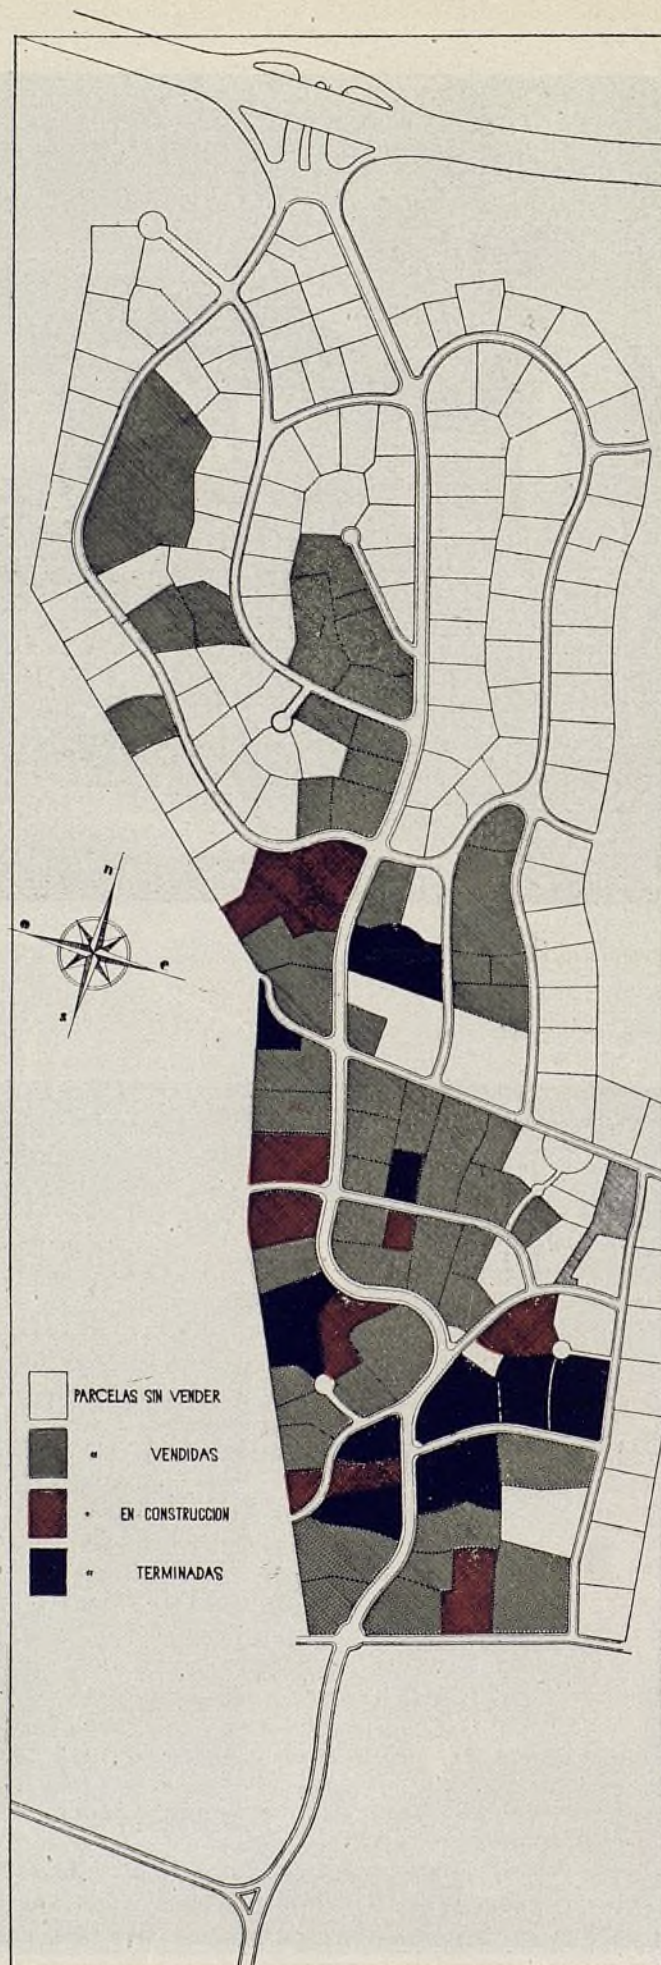 n
e
e
s
PARCELAS SIN VENDER
" VENDIDAS
" EN CONSTRUCCION
" TERMINADAS